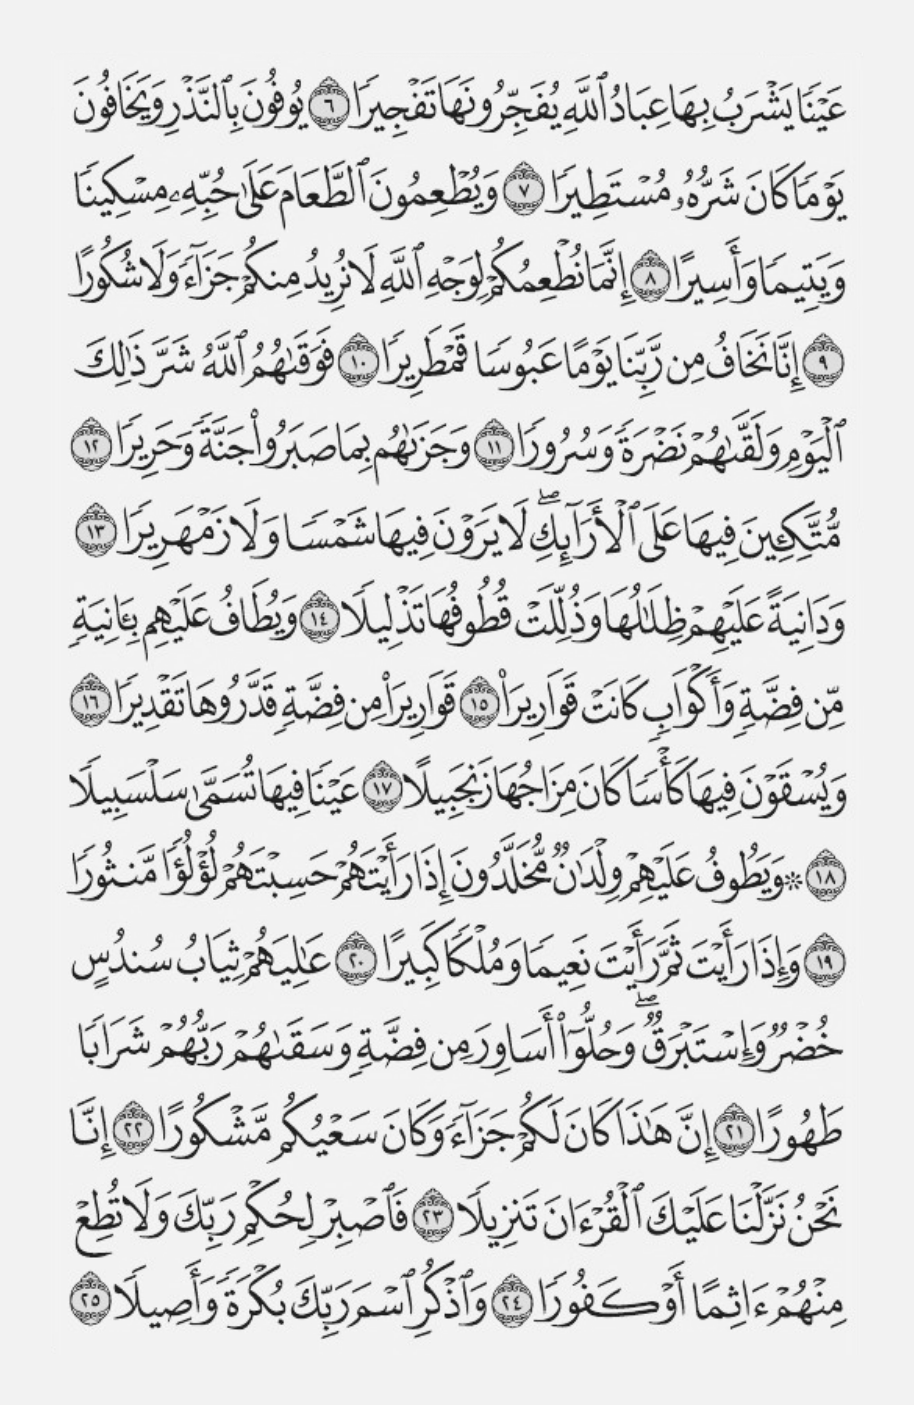 عَيْنٗا يَشْرَبُ بِهَا عِبَادُ ٱللَّهِ يُفَجِّرُونَهَا تَفْجِيرٗا ٦ يُوفُونَ بِٱلنَّذْرِ وَيَخَافُونَ
يَوْمٗا كَانَ شَرُّهُۥ مُسْتَطِيرٗا ٧ وَيُطْعِمُونَ ٱلطَّعَامَ عَلَىٰ حُبِّهِۦ مِسْكِينٗا
وَيَتِيمٗا وَأَسِيرًا ٨ إِنَّمَا نُطْعِمُكُمْ لِوَجْهِ ٱللَّهِ لَا نُرِيدُ مِنكُمْ جَزَآءٗ وَلَا شُكُورًا
٩ إِنَّا نَخَافُ مِن رَّبِّنَا يَوْمًا عَبُوسٗا قَمْطَرِيرٗا ١٠ فَوَقَىٰهُمُ ٱللَّهُ شَرَّ ذَٰلِكَ
ٱلْيَوْمِ وَلَقَّىٰهُمْ نَضْرَةٗ وَسُرُورٗا ١١ وَجَزَىٰهُم بِمَا صَبَرُوا۟ جَنَّةٗ وَحَرِيرٗا ١٢
مُّتَّكِـِٔينَ فِيهَا عَلَى ٱلْأَرَآئِكِۖ لَا يَرَوْنَ فِيهَا شَمْسٗا وَلَا زَمْهَرِيرٗا ١٣
وَدَانِيَةً عَلَيْهِمْ ظِلَٰلُهَا وَذُلِّلَتْ قُطُوفُهَا تَذْلِيلٗا ١٤ وَيُطَافُ عَلَيْهِم بِـَٔانِيَةٖ
مِّن فِضَّةٖ وَأَكْوَابٖ كَانَتْ قَوَارِيرَا۠ ١٥ قَوَارِيرَا۟ مِن فِضَّةٖ قَدَّرُوهَا تَقْدِيرٗا ١٦
وَيُسْقَوْنَ فِيهَا كَأْسٗا كَانَ مِزَاجُهَا زَنجَبِيلًا ١٧ عَيْنٗا فِيهَا تُسَمَّىٰ سَلْسَبِيلٗا
١٨ ۞ وَيَطُوفُ عَلَيْهِمْ وِلْدَٰنٞ مُّخَلَّدُونَ إِذَا رَأَيْتَهُمْ حَسِبْتَهُمْ لُؤْلُؤٗا مَّنثُورٗا
١٩ وَإِذَا رَأَيْتَ ثَمَّ رَأَيْتَ نَعِيمٗا وَمُلْكٗا كَبِيرًا ٢٠ عَٰلِيَهُمْ ثِيَابُ سُندُسٍ
خُضْرٞ وَإِسْتَبْرَقٞۖ وَحُلُّوٓا۟ أَسَاوِرَ مِن فِضَّةٖ وَسَقَىٰهُمْ رَبُّهُمْ شَرَابٗا
طَهُورًا ٢١ إِنَّ هَٰذَا كَانَ لَكُمْ جَزَآءٗ وَكَانَ سَعْيُكُم مَّشْكُورًا ٢٢ إِنَّا
نَحْنُ نَزَّلْنَا عَلَيْكَ ٱلْقُرْءَانَ تَنزِيلٗا ٢٣ فَٱصْبِرْ لِحُكْمِ رَبِّكَ وَلَا تُطِعْ
مِنْهُمْ ءَاثِمًا أَوْ كَفُورٗا ٢٤ وَٱذْكُرِ ٱسْمَ رَبِّكَ بُكْرَةٗ وَأَصِيلٗا ٢٥